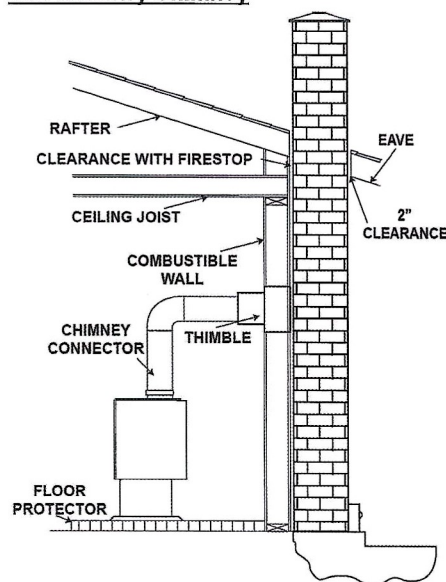 RAFTER
CLEARANCE WITH FIRESTOP
EAVE
CEILING JOIST
2"
CLEARANCE
COMBUSTIBLE
WALL
CHIMNEY
CONNECTOR
THIMBLE
FLOOR
PROTECTOR